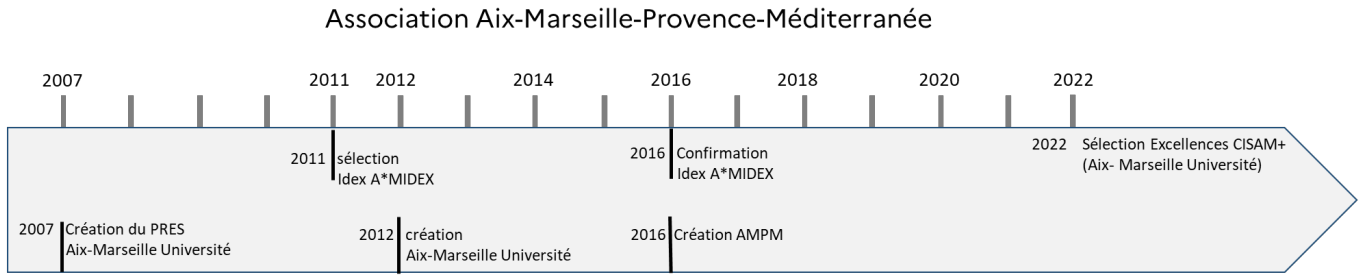 Association Aix-Marseille-Provence-Méditerranée
2007 2011 2012 2014 2016 2018 2020 2022
2011 sélection
Idex A*MIDEX
2016 Confirmation
Idex A*MIDEX
2022 Sélection Excellences CISAM+
(Aix- Marseille Université)
2007 Création du PRES
Aix-Marseille Université
2012 création
Aix-Marseille Université
2016 Création AMPM